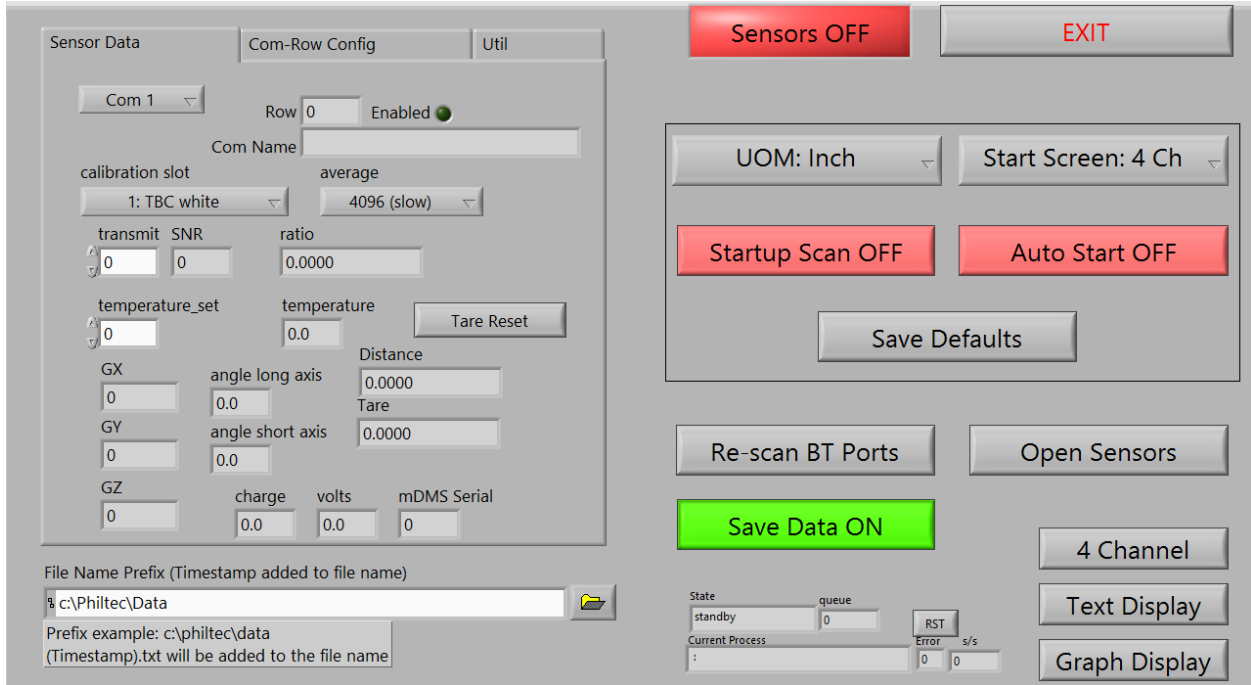 Sensor Data
Com-Row Config
Util
Com 1
Row 0 Enabled
Com Name
calibration slot
average
1: TBC white
4096 (slow)
transmit SNR ratio
0 0 0.0000
temperature_set temperature
0 0.0
Tare Reset
Distance
0.0000
Tare
0.0000
GX
0
angle long axis
0.0
GY
0
angle short axis
0.0
GZ
0
charge volts mDMS Serial
0.0 0.0 0
File Name Prefix (Timestamp added to file name)
c:\Philtec\Data
Prefix example: c:\philtec\data
(Timestamp).txt will be added to the file name
Sensors OFF
EXIT
UOM: Inch
Start Screen: 4 Ch
Startup Scan OFF
Auto Start OFF
Save Defaults
Re-scan BT Ports
Open Sensors
Save Data ON
State
standby
queue
0
RST
Current Process
:
Error s/s
0 0
4 Channel
Text Display
Graph Display